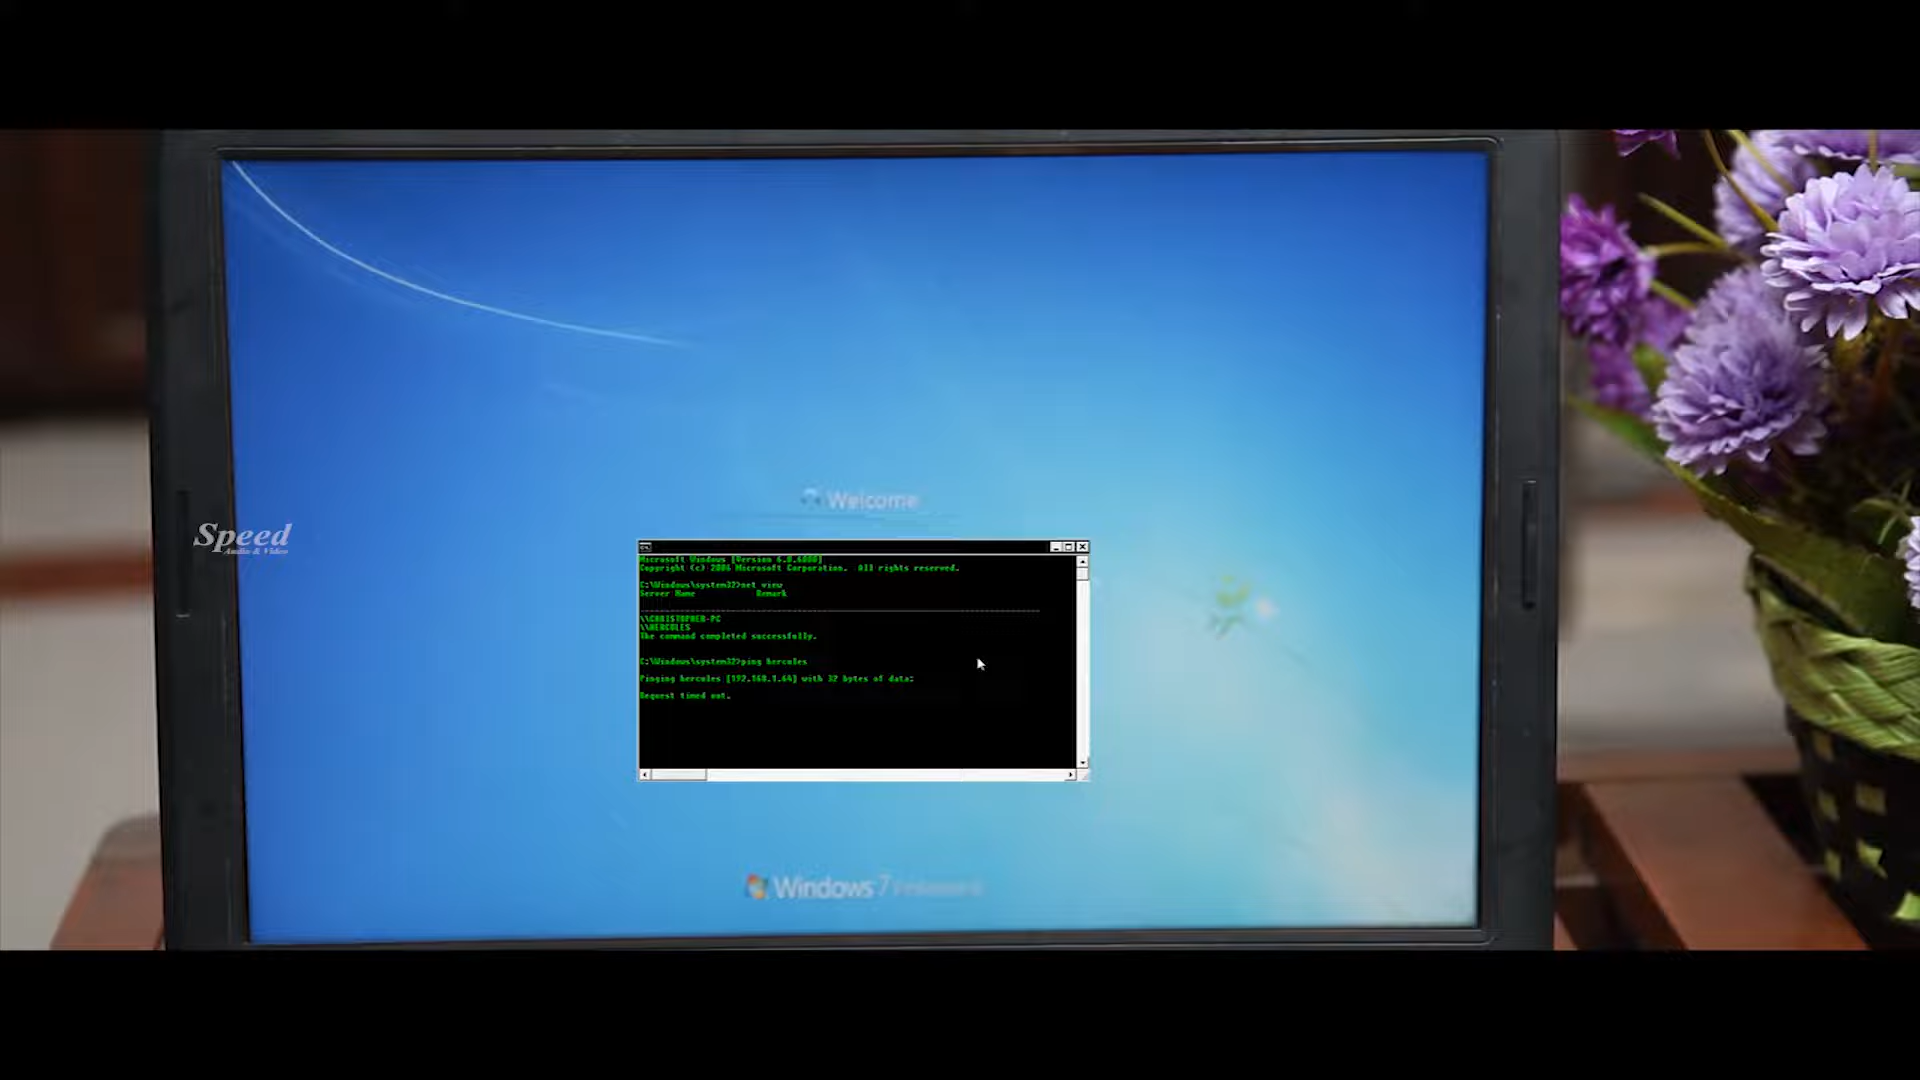 Welcome
Speed
Audio & Video
Microsoft Windows [Version 6.0.6000]
Copyright (c) 2006 Microsoft Corporation.  All rights reserved.
C:\Windows\system32>net view
Server Name Remark
\\CHRISTOPHER-PC
\\HERCULES
The command completed successfully.
C:\Windows\system32>ping hercules
Pinging hercules [192.168.1.64] with 32 bytes of data:
Request timed out.
Windows 7